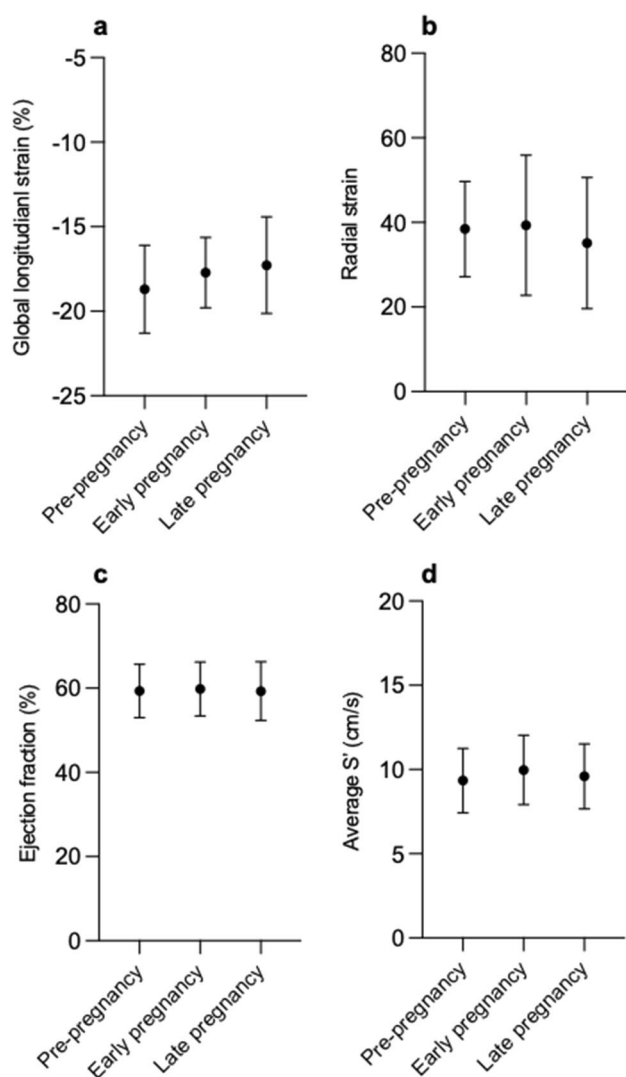 a
Global longitudianl strain (%)
-5
-10
-15
-20
-25
Pre-pregnancy
Early pregnancy
Late pregnancy
b
Radial strain
80
60
40
20
0
Pre-pregnancy
Early pregnancy
Late pregnancy
c
Ejection fraction (%)
80
60
40
20
0
Pre-pregnancy
Early pregnancy
Late pregnancy
d
Average S' (cm/s)
20
15
10
5
0
Pre-pregnancy
Early pregnancy
Late pregnancy